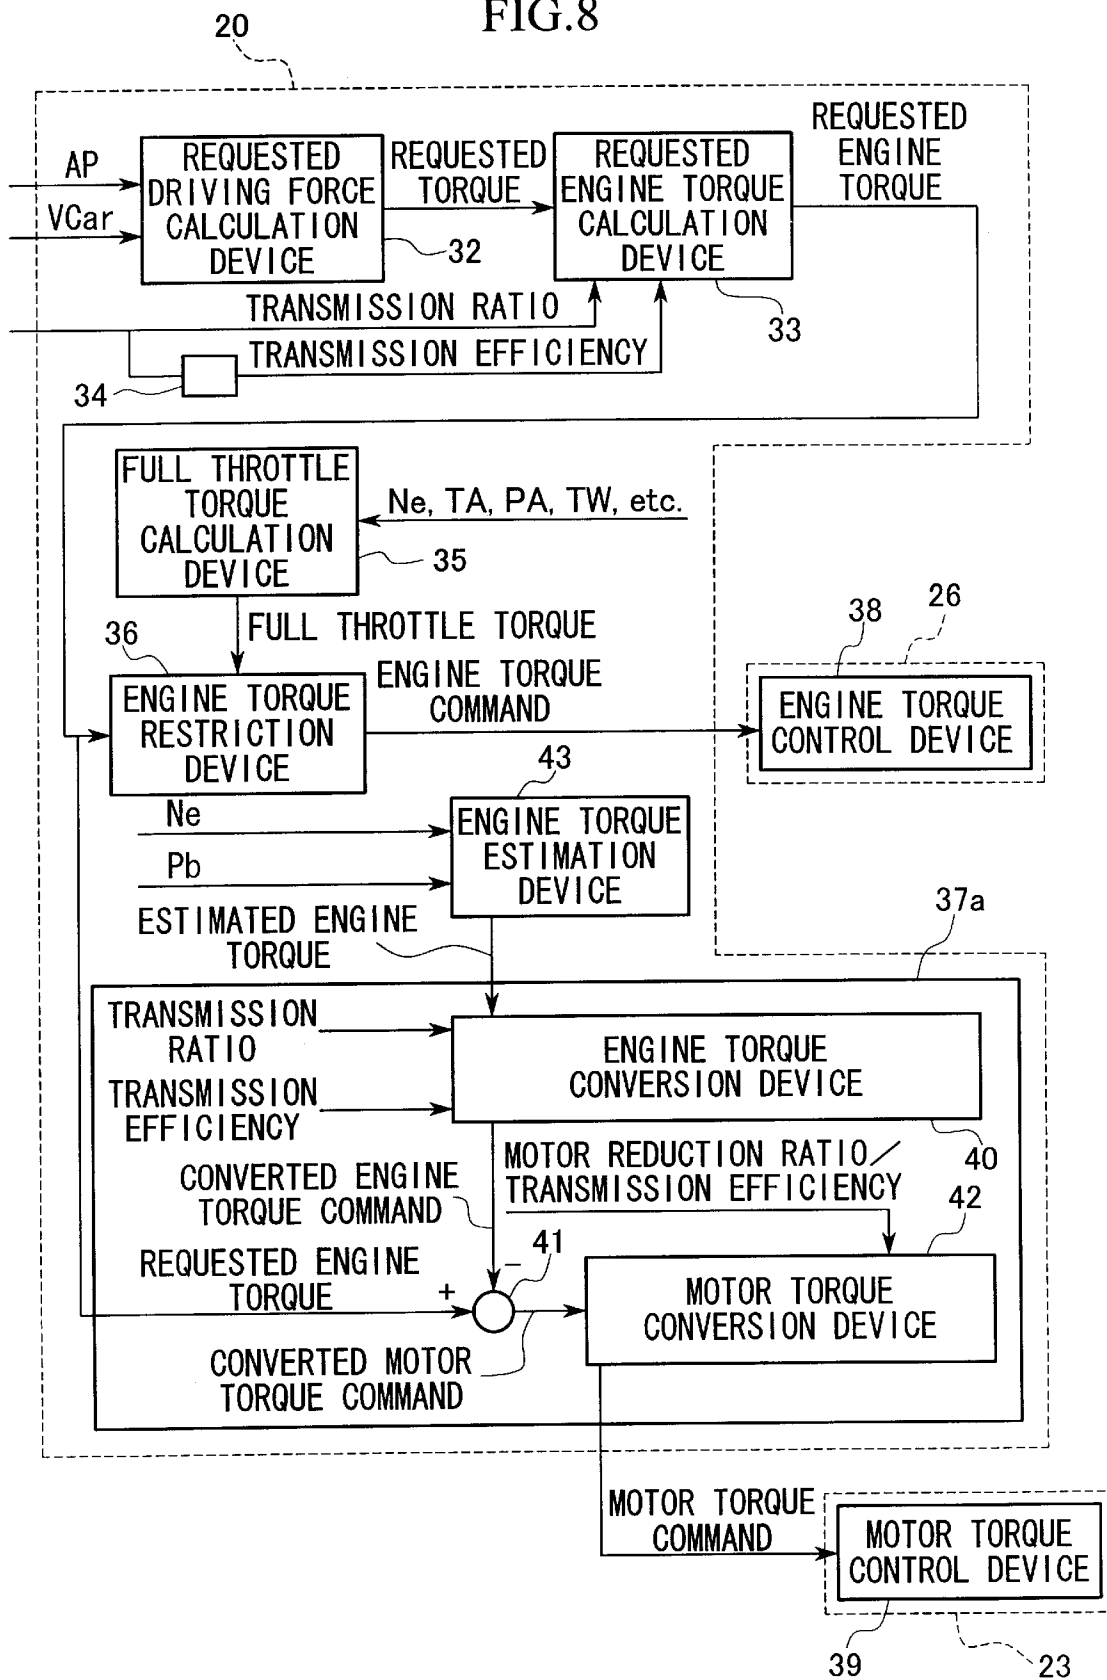 FIG.8
20
AP
VCar
REQUESTED
DRIVING FORCE
CALCULATION
DEVICE
32
REQUESTED
TORQUE
REQUESTED
ENGINE TORQUE
CALCULATION
DEVICE
33
REQUESTED
ENGINE
TORQUE
TRANSMISSION RATIO
TRANSMISSION EFFICIENCY
34
FULL THROTTLE
TORQUE
CALCULATION
DEVICE
Ne, TA, PA, TW, etc.
35
FULL THROTTLE TORQUE
36
ENGINE TORQUE
RESTRICTION
DEVICE
ENGINE TORQUE
COMMAND
38
26
ENGINE TORQUE
CONTROL DEVICE
Ne
Pb
43
ENGINE TORQUE
ESTIMATION
DEVICE
ESTIMATED ENGINE
TORQUE
37a
TRANSMISSION
RATIO
TRANSMISSION
EFFICIENCY
ENGINE TORQUE
CONVERSION DEVICE
40
CONVERTED ENGINE
TORQUE COMMAND
MOTOR REDUCTION RATIO/
TRANSMISSION EFFICIENCY
42
REQUESTED ENGINE
TORQUE
+
−
41
MOTOR TORQUE
CONVERSION DEVICE
CONVERTED MOTOR
TORQUE COMMAND
MOTOR TORQUE
COMMAND
MOTOR TORQUE
CONTROL DEVICE
39
23